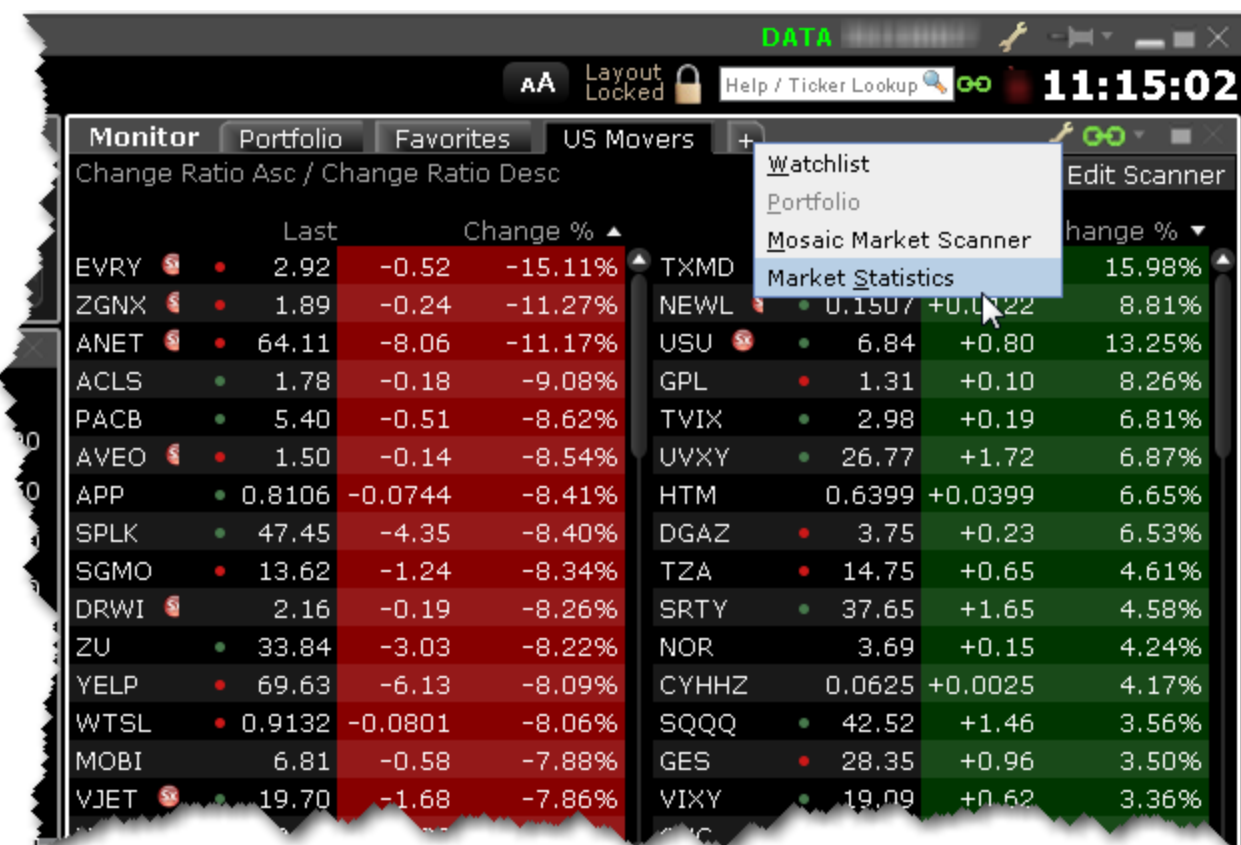 DATA
AA Layout Locked Help / Ticker Lookup 11:15:02
Monitor Portfolio Favorites US Movers +
Change Ratio Asc / Change Ratio Desc Edit Scanner
Watchlist
Portfolio
Mosaic Market Scanner
Market Statistics
Last Change % hange %
EVRY 2.92 -0.52 -15.11% TXMD 15.98%
ZGNX 1.89 -0.24 -11.27% NEWL 0.1507 8.81%
ANET 64.11 -8.06 -11.17% USU 6.84 +0.80 13.25%
ACLS 1.78 -0.18 -9.08% GPL 1.31 +0.10 8.26%
PACB 5.40 -0.51 -8.62% TVIX 2.98 +0.19 6.81%
AVEO 1.50 -0.14 -8.54% UVXY 26.77 +1.72 6.87%
APP 0.8106 -0.0744 -8.41% HTM 0.6399 +0.0399 6.65%
SPLK 47.45 -4.35 -8.40% DGAZ 3.75 +0.23 6.53%
SGMO 13.62 -1.24 -8.34% TZA 14.75 +0.65 4.61%
DRWI 2.16 -0.19 -8.26% SRTY 37.65 +1.65 4.58%
ZU 33.84 -3.03 -8.22% NOR 3.69 +0.15 4.24%
YELP 69.63 -6.13 -8.09% CYHHZ 0.0625 +0.0025 4.17%
WTSL 0.9132 -0.0801 -8.06% SQQQ 42.52 +1.46 3.56%
MOBI 6.81 -0.58 -7.88% GES 28.35 +0.96 3.50%
VJET 19.70 -1.68 -7.86% VIXY 19.09 +0.62 3.36%